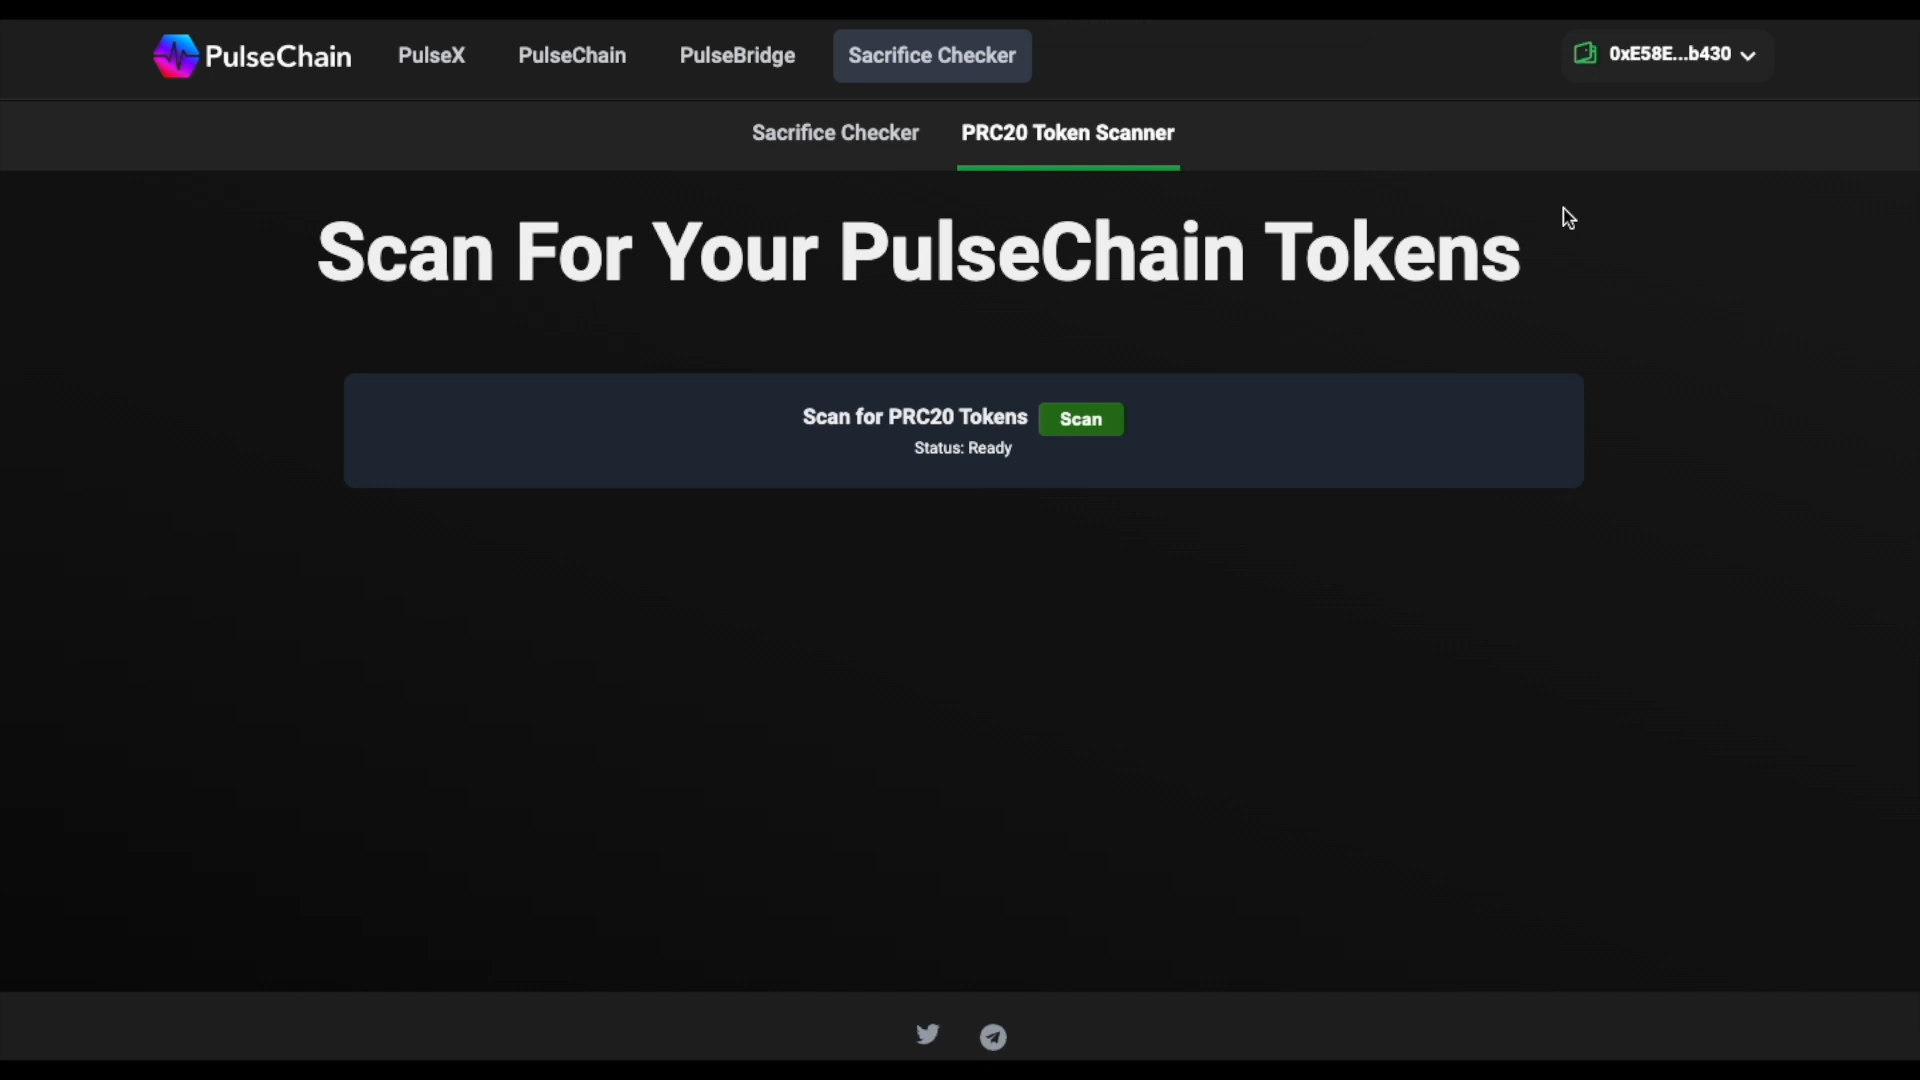 PulseChain PulseX PulseChain PulseBridge Sacrifice Checker 0xE58E...b430
Sacrifice Checker PRC20 Token Scanner
Scan For Your PulseChain Tokens
Scan for PRC20 Tokens Scan
Status: Ready